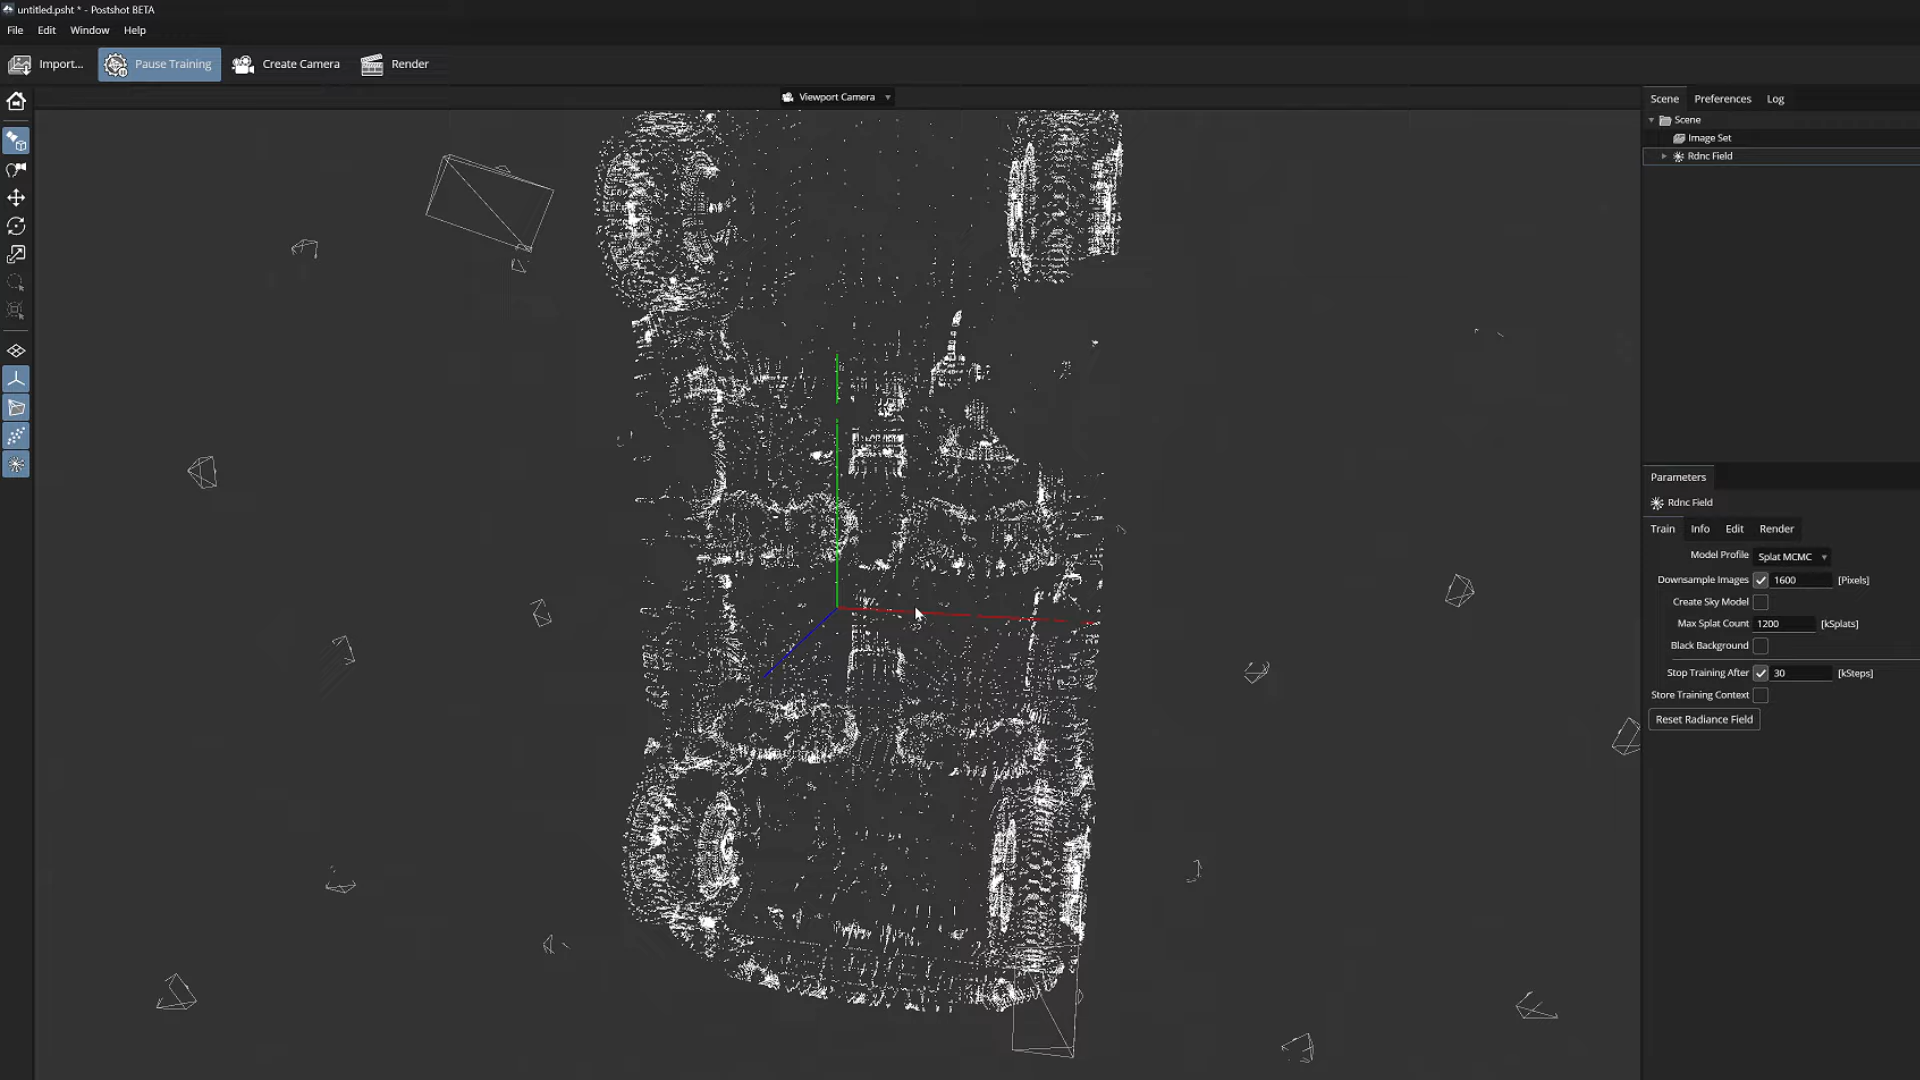 untitled.psht * - Postshot BETA
File Edit Window Help
Import... Pause Training Create Camera Render
Viewport Camera
Scene Preferences Log
Scene
Image Set
Rdnc Field
Parameters
Rdnc Field
Train Info Edit Render
Model Profile Splat MCMC
Downsample Images 1600 [Pixels]
Create Sky Model
Max Splat Count 1200 [kSplats]
Black Background
Stop Training After 30 [kSteps]
Store Training Context
Reset Radiance Field